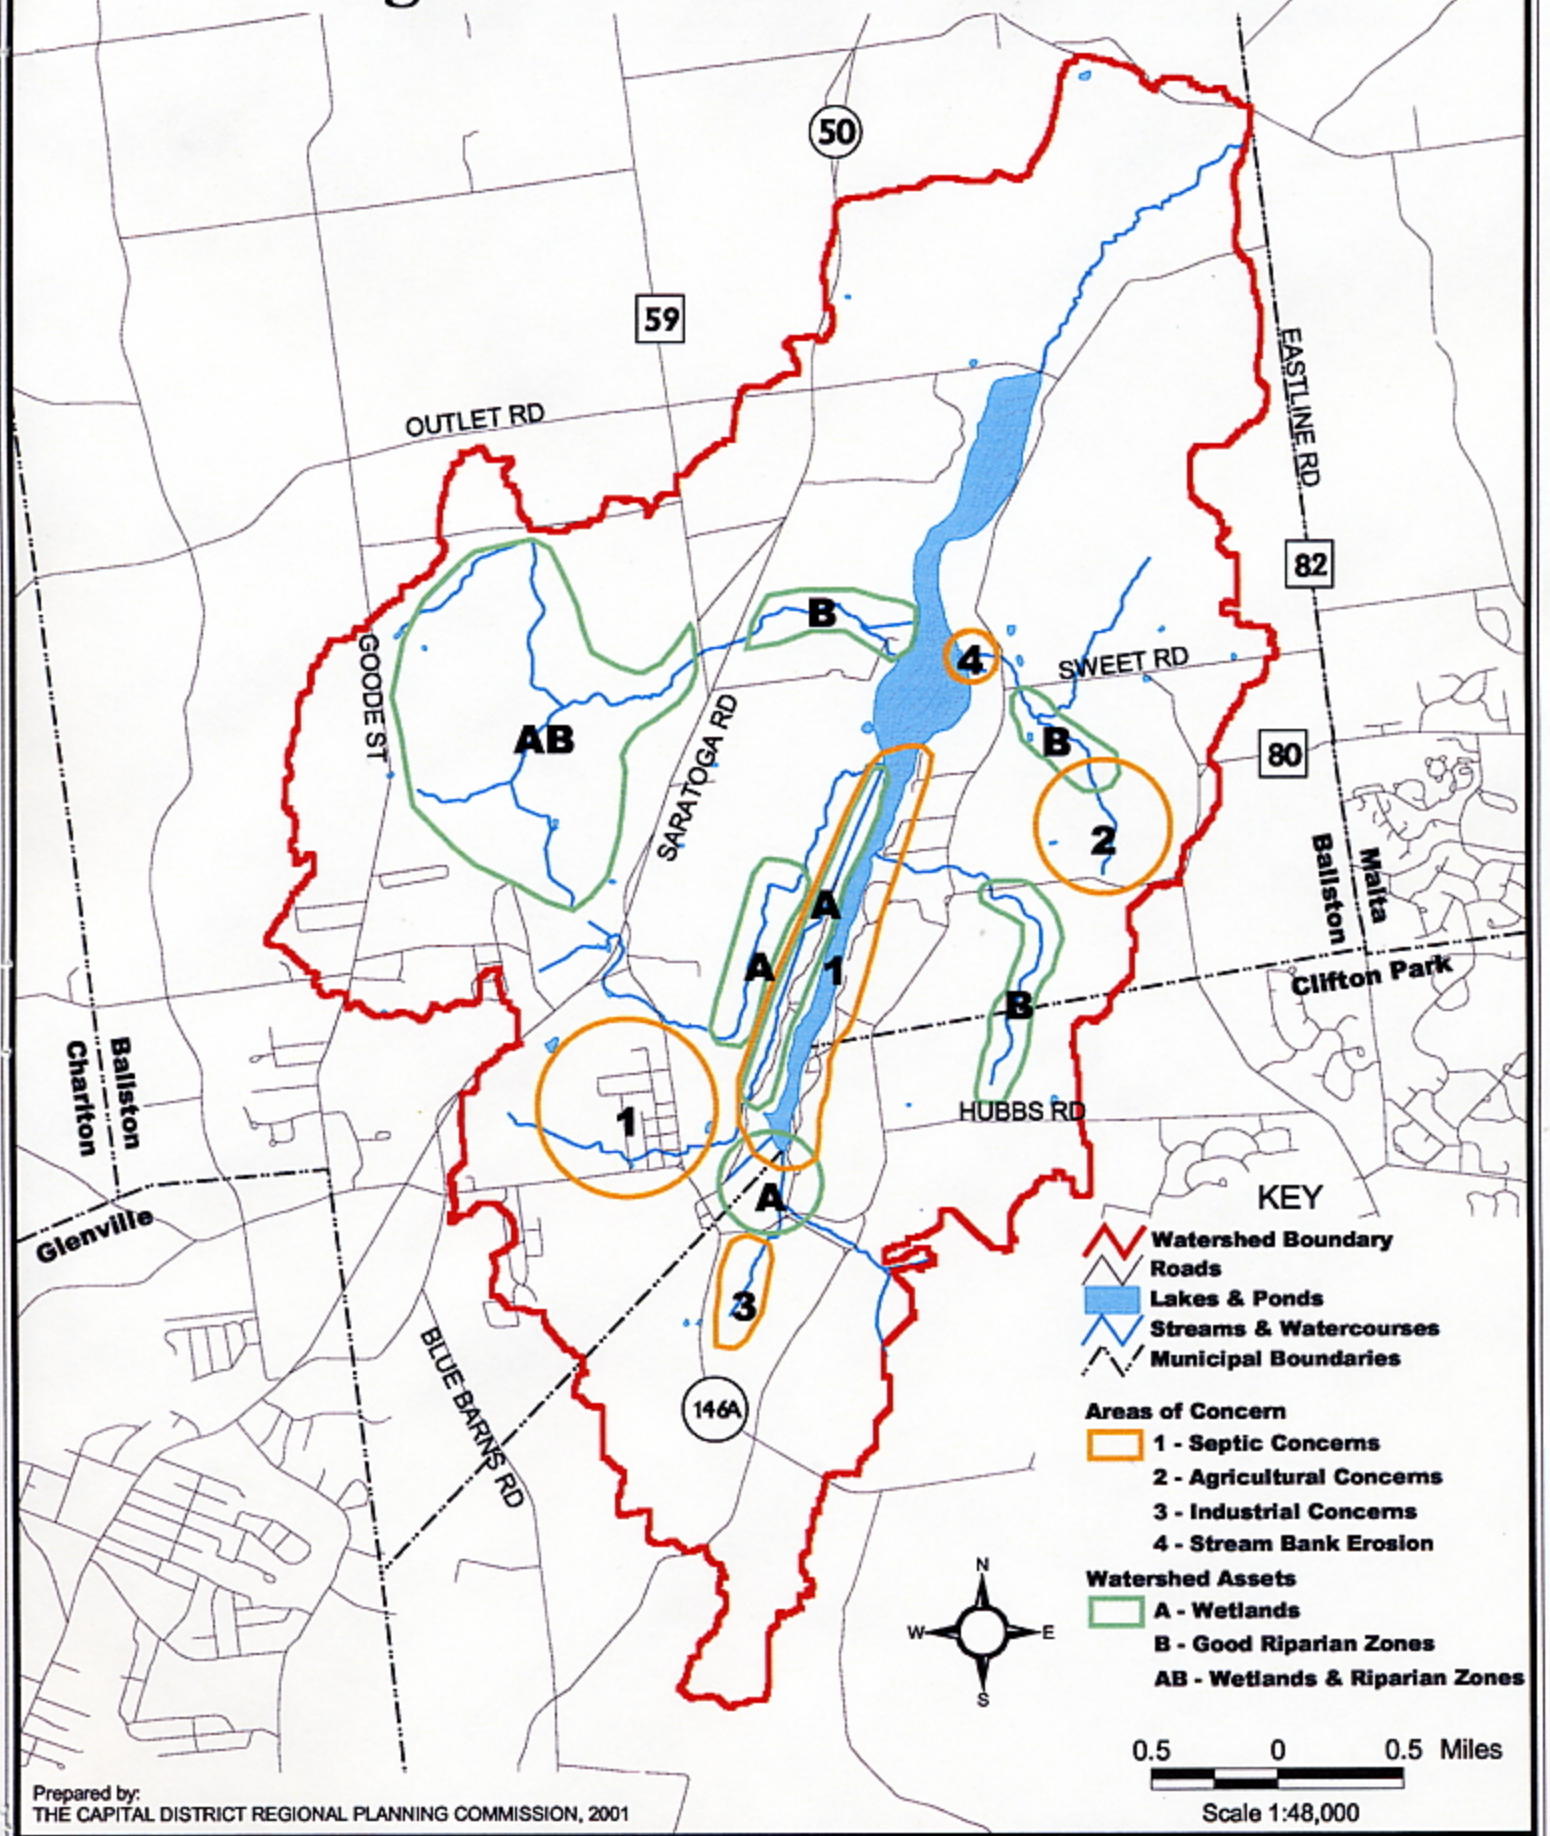 50
59
OUTLET RD
EASTLINE RD
82
B
GOODE ST
4
SWEET RD
AB
SARATOGA RD
B
80
2
A
Ballston
Malta
A
1
B
Clifton Park
Charlton
Ballston
1
HUBBS RD
A
Glenville
3
BLUE BARNS RD
146A
KEY
Watershed Boundary
Roads
Lakes & Ponds
Streams & Watercourses
Municipal Boundaries
Areas of Concern
1 - Septic Concerns
2 - Agricultural Concerns
3 - Industrial Concerns
4 - Stream Bank Erosion
Watershed Assets
A - Wetlands
B - Good Riparian Zones
AB - Wetlands & Riparian Zones
N
W E
S
0.5 0 0.5 Miles
Scale 1:48,000
Prepared by:
THE CAPITAL DISTRICT REGIONAL PLANNING COMMISSION, 2001